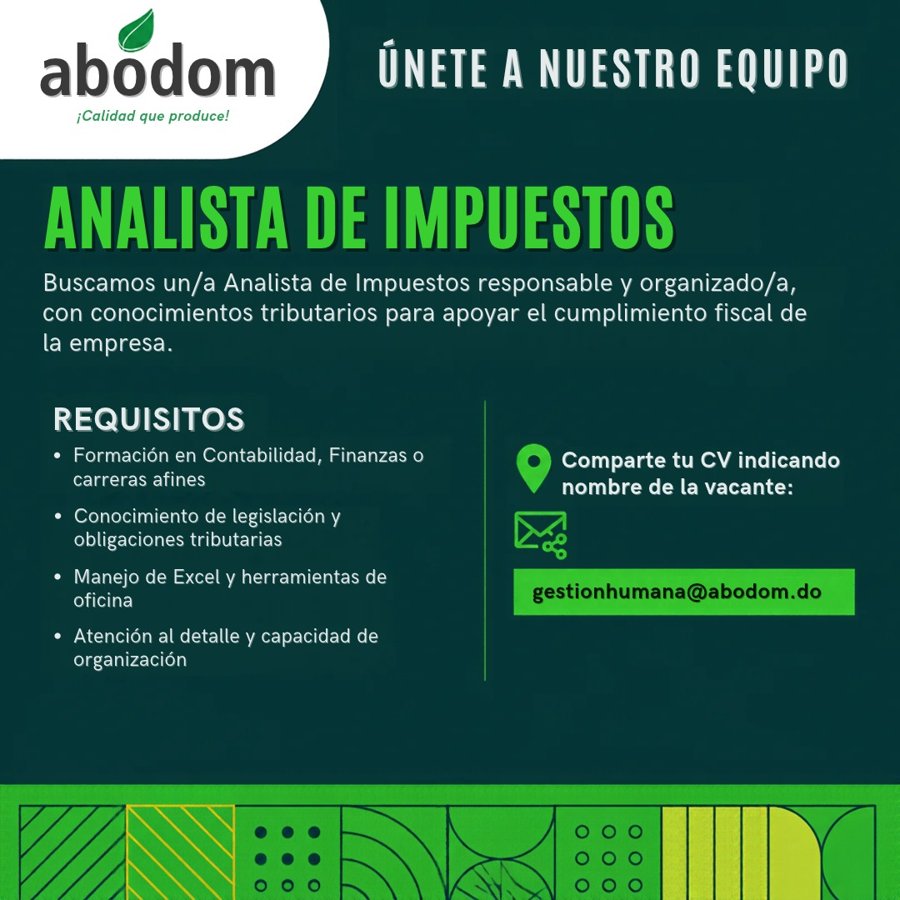 abodom
¡Calidad que produce!
ÚNETE A NUESTRO EQUIPO
ANALISTA DE IMPUESTOS
Buscamos un/a Analista de Impuestos responsable y organizado/a,
con conocimientos tributarios para apoyar el cumplimiento fiscal de
la empresa.
REQUISITOS
• Formación en Contabilidad, Finanzas o
carreras afines
• Conocimiento de legislación y
obligaciones tributarias
• Manejo de Excel y herramientas de
oficina
• Atención al detalle y capacidad de
organización
Comparte tu CV indicando
nombre de la vacante:
gestionhumana@abodom.do